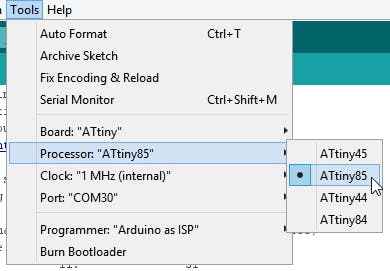 Tools Help
Auto Format Ctrl+T
Archive Sketch
Fix Encoding & Reload
Serial Monitor Ctrl+Shift+M
Board: "ATtiny"
Processor: "ATtiny85"
ATtiny45
Clock: "1 MHz (internal)"
ATtiny85
Port: "COM30"
ATtiny44
ATtiny84
Programmer: "Arduino as ISP"
Burn Bootloader